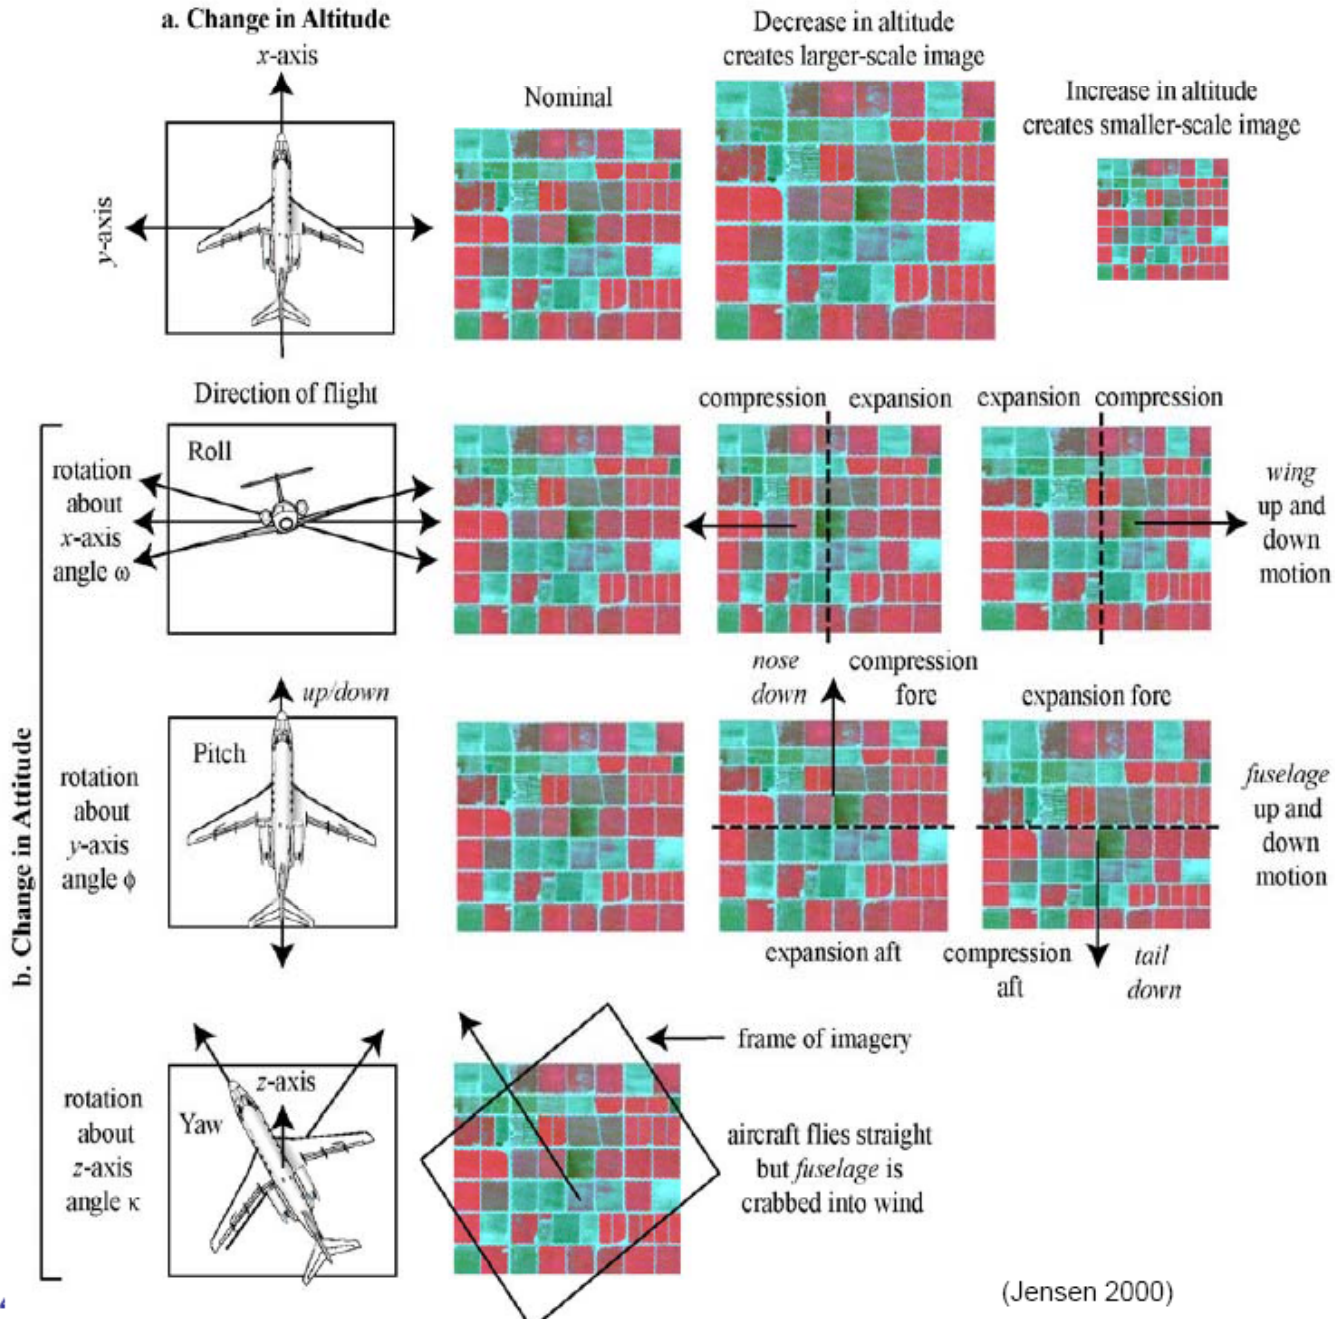 a. Change in Altitude
x-axis
y-axis
Nominal
Decrease in altitude
creates larger-scale image
Increase in altitude
creates smaller-scale image
b. Change in Attitude
Direction of flight
rotation
about
x-axis
angle ω
Roll
compression
expansion
expansion
compression
wing
up and
down
motion
rotation
about
y-axis
angle ϕ
Pitch
up/down
nose
down
compression
fore
expansion aft
expansion fore
compression
aft
tail
down
fuselage
up and
down
motion
rotation
about
z-axis
angle κ
Yaw
z-axis
frame of imagery
aircraft flies straight
but fuselage is
crabbed into wind
(Jensen 2000)